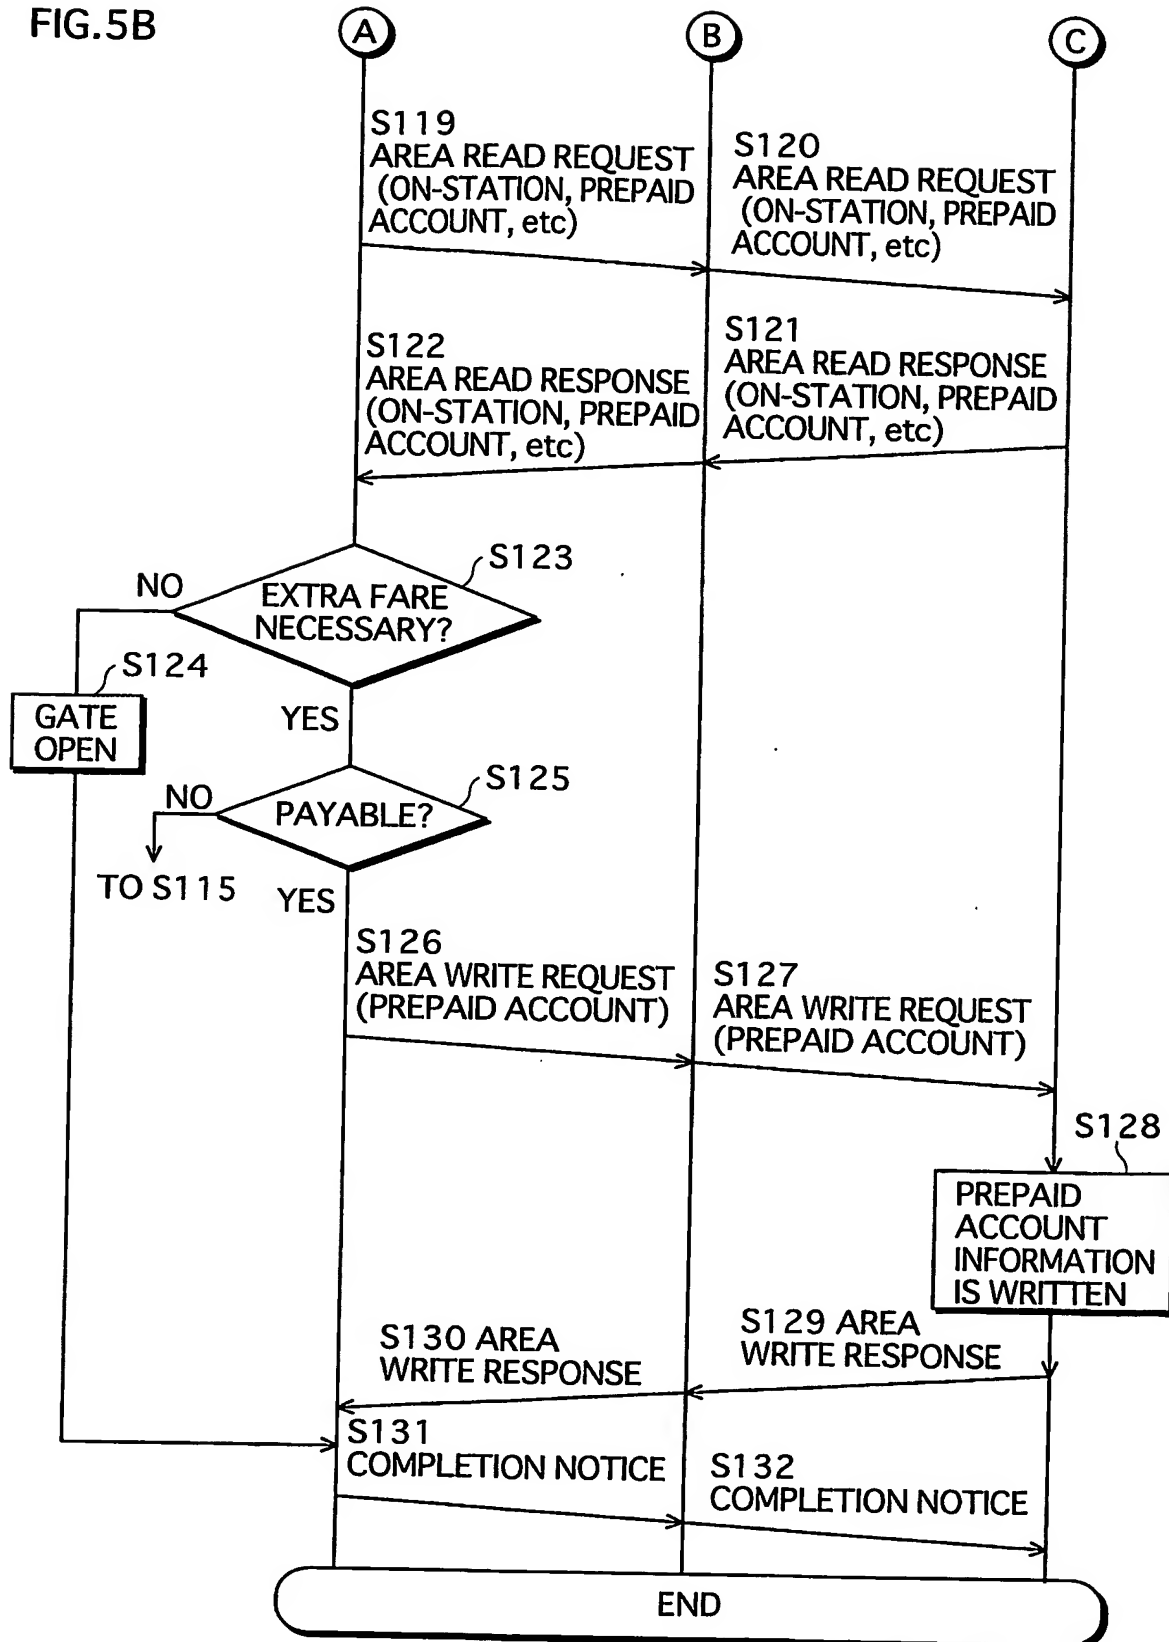 FIG.5B
A
B
C
S119
AREA READ REQUEST
(ON-STATION, PREPAID
ACCOUNT, etc)
S120
AREA READ REQUEST
(ON-STATION, PREPAID
ACCOUNT, etc)
S122
AREA READ RESPONSE
(ON-STATION, PREPAID
ACCOUNT, etc)
S121
AREA READ RESPONSE
(ON-STATION, PREPAID
ACCOUNT, etc)
S123
NO
EXTRA FARE
NECESSARY?
S124
GATE
OPEN
YES
S125
NO
PAYABLE?
TO S115
YES
S126
AREA WRITE REQUEST
(PREPAID ACCOUNT)
S127
AREA WRITE REQUEST
(PREPAID ACCOUNT)
S128
PREPAID
ACCOUNT
INFORMATION
IS WRITTEN
S130 AREA
WRITE RESPONSE
S129 AREA
WRITE RESPONSE
S131
COMPLETION NOTICE
S132
COMPLETION NOTICE
END